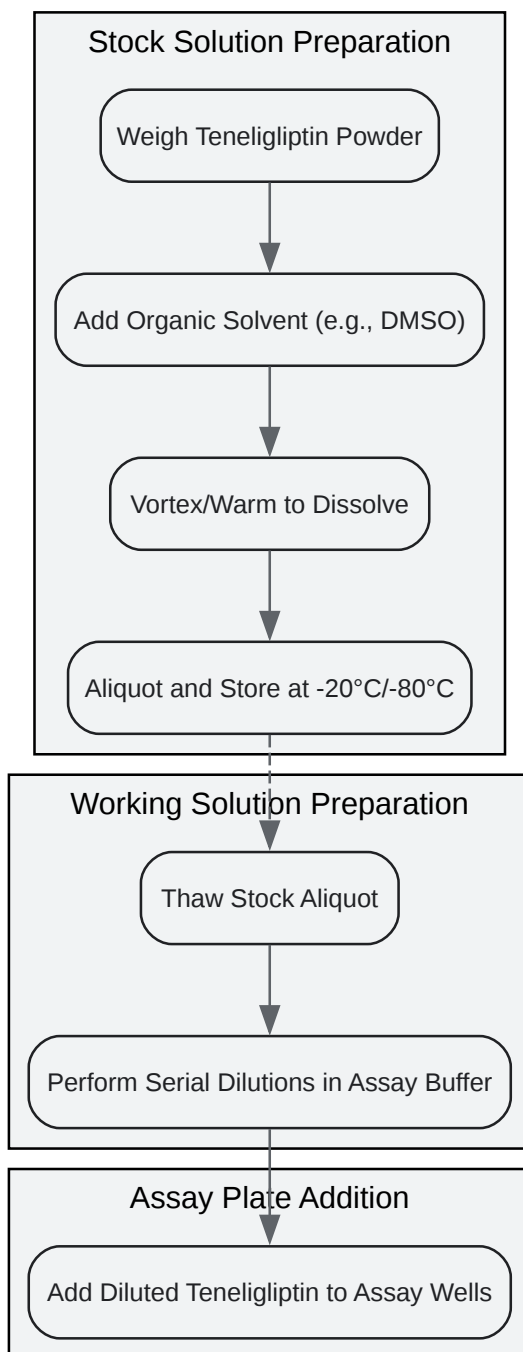 Stock Solution Preparation
Weigh Teneligliptin Powder
Add Organic Solvent (e.g., DMSO)
Vortex/Warm to Dissolve
Aliquot and Store at -20°C/-80°C
Working Solution Preparation
Thaw Stock Aliquot
Perform Serial Dilutions in Assay Buffer
Assay Plate Addition
Add Diluted Teneligliptin to Assay Wells